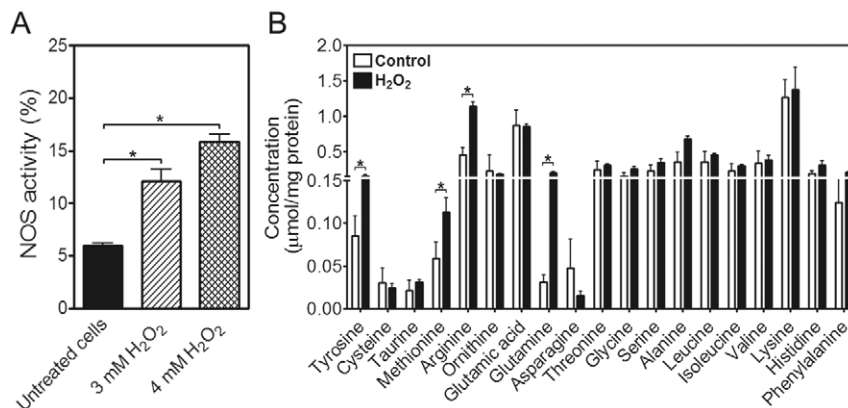 A
NOS activity (%)
25
20
15
10
5
0
Untreated cells
3 mM H₂O₂
4 mM H₂O₂
*
*
B
Concentration
(µmol/mg protein)
2.0
1.5
1.0
0.5
0.15
0.10
0.05
0.00
Control
H₂O₂
*
*
*
*
Tyrosine
Cysteine
Taurine
Methionine
Arginine
Ornithine
Glutamic acid
Glutamine
Asparagine
Threonine
Glycine
Serine
Alanine
Leucine
Isoleucine
Valine
Lysine
Histidine
Phenylalanine